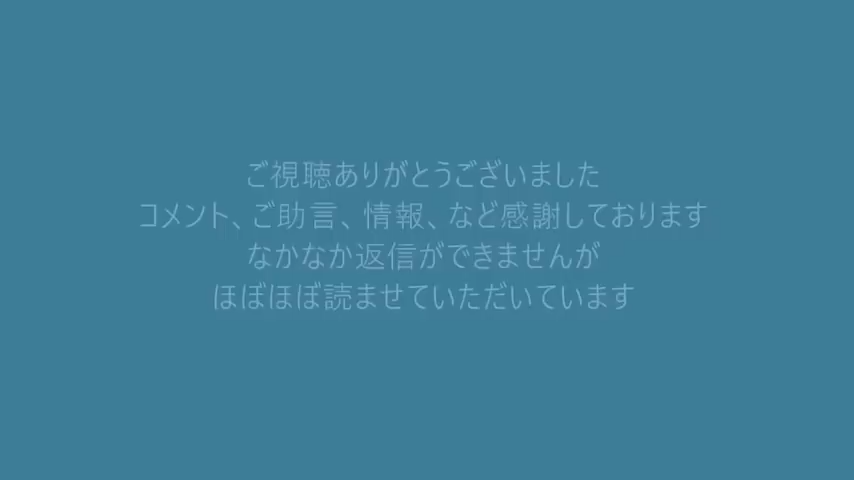 ご視聴ありがとうございました
コメント、ご助言、情報、など感謝しております
なかなか返信ができませんが
ほぼほぼ読ませていただいています